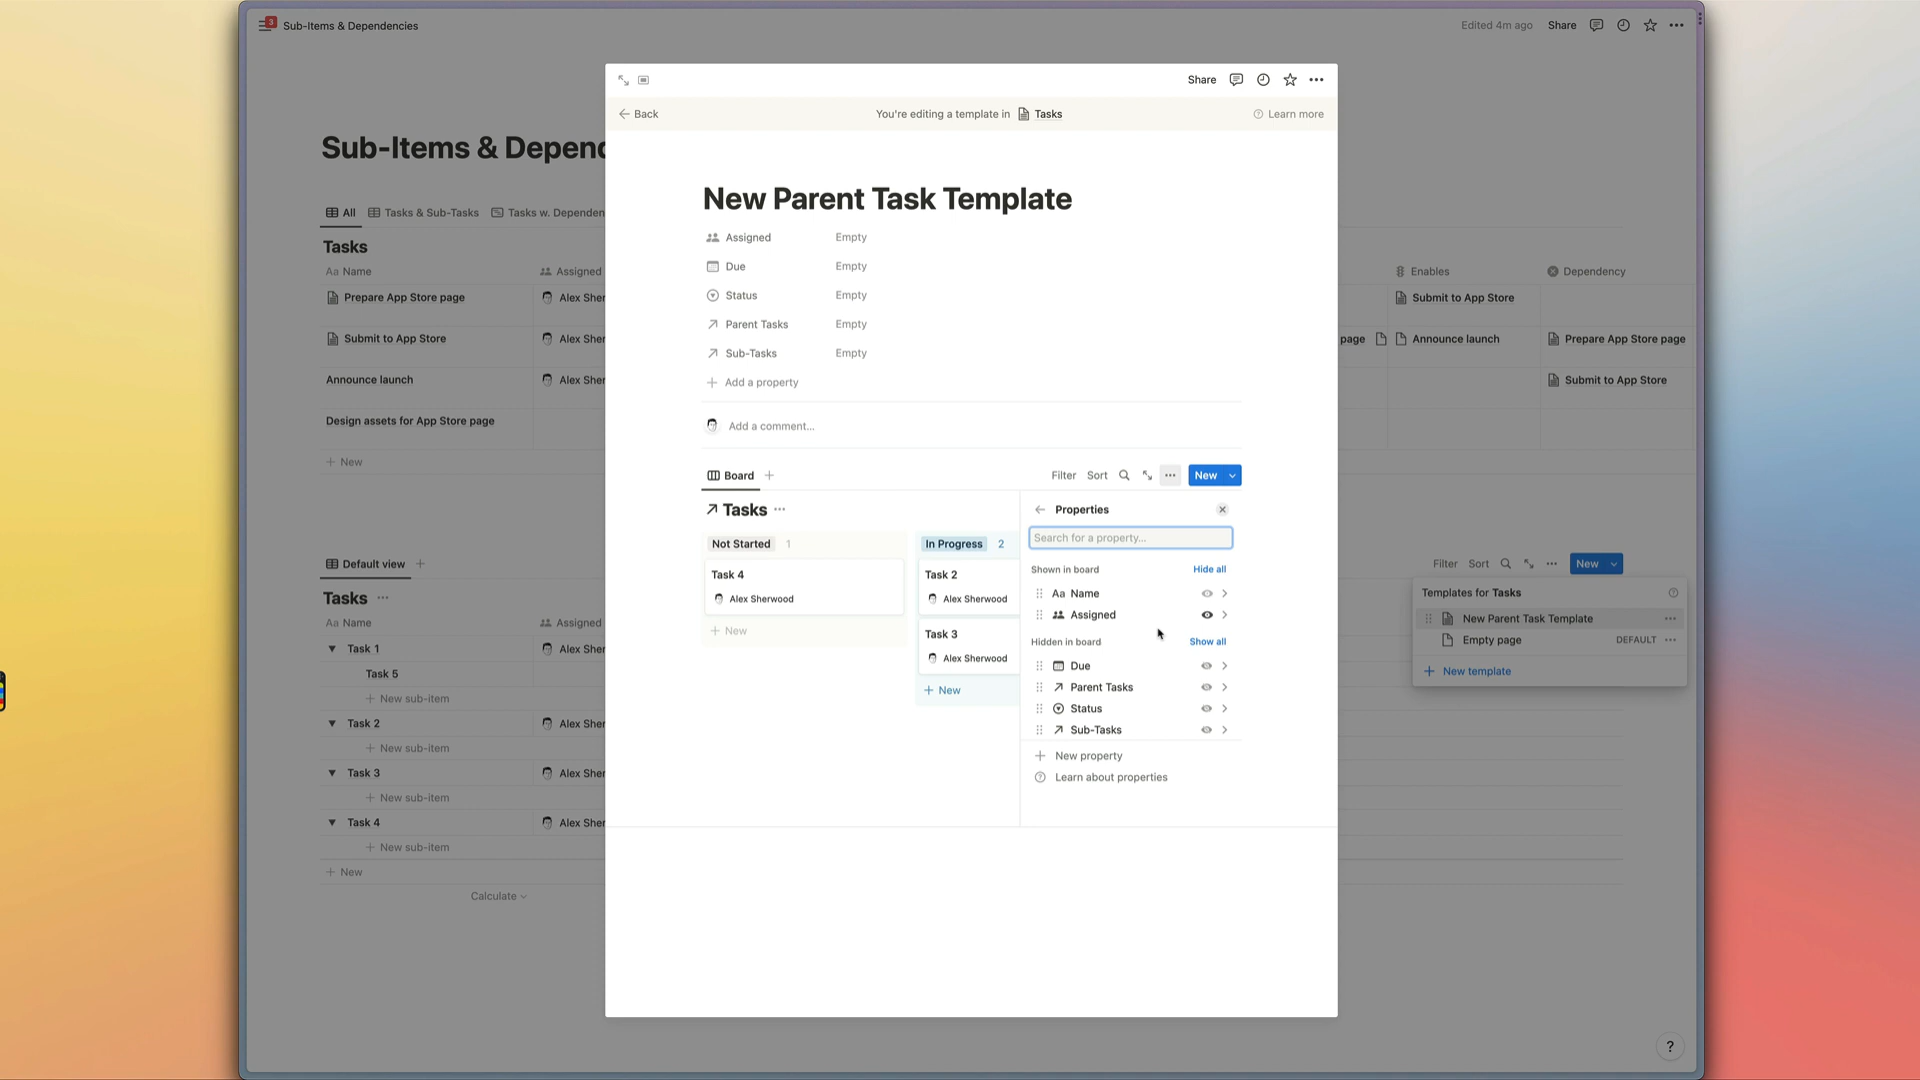 3
Sub-Items & Dependencies
Edited 4m ago Share
Sub-Items & Depend
All Tasks & Sub-Tasks Tasks w. Dependen
Tasks
Aa Name Assigned Enables Dependency
Prepare App Store page Alex Sher Submit to App Store
Submit to App Store Alex Sher page Announce launch Prepare App Store page
Announce launch Alex Sher Submit to App Store
Design assets for App Store page
+ New
Default view +
Filter Sort New
Tasks ...
Aa Name Assigned
Task 1 Alex Sher
Task 5
+ New sub-item
Task 2 Alex Sher
+ New sub-item
Task 3 Alex Sher
+ New sub-item
Task 4 Alex Sher
+ New sub-item
+ New
Calculate
Templates for Tasks
New Parent Task Template
Empty page DEFAULT
+ New template
?
Share
Back You're editing a template in Tasks Learn more
New Parent Task Template
Assigned Empty
Due Empty
Status Empty
Parent Tasks Empty
Sub-Tasks Empty
+ Add a property
Add a comment...
Board + Filter Sort New
Tasks ...
Not Started 1
Task 4
Alex Sherwood
+ New
In Progress 2
Task 2
Alex Sherwood
Task 3
Alex Sherwood
+ New
Properties
Search for a property...
Shown in board Hide all
Aa Name
Assigned
Hidden in board Show all
Due
Parent Tasks
Status
Sub-Tasks
+ New property
Learn about properties